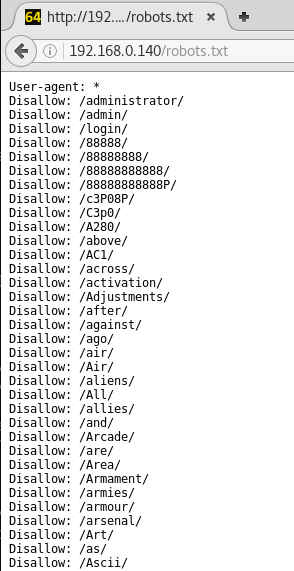 64 http://192..../robots.txt
192.168.0.140/robots.txt
User-agent: *
Disallow: /administrator/
Disallow: /admin/
Disallow: /login/
Disallow: /88888/
Disallow: /88888888/
Disallow: /88888888888/
Disallow: /88888888888P/
Disallow: /c3P08P/
Disallow: /C3p0/
Disallow: /A280/
Disallow: /above/
Disallow: /AC1/
Disallow: /across/
Disallow: /activation/
Disallow: /Adjustments/
Disallow: /after/
Disallow: /against/
Disallow: /ago/
Disallow: /air/
Disallow: /Air/
Disallow: /aliens/
Disallow: /All/
Disallow: /allies/
Disallow: /and/
Disallow: /Arcade/
Disallow: /are/
Disallow: /Area/
Disallow: /Armament/
Disallow: /armies/
Disallow: /armour/
Disallow: /arsenal/
Disallow: /Art/
Disallow: /as/
Disallow: /Ascii/